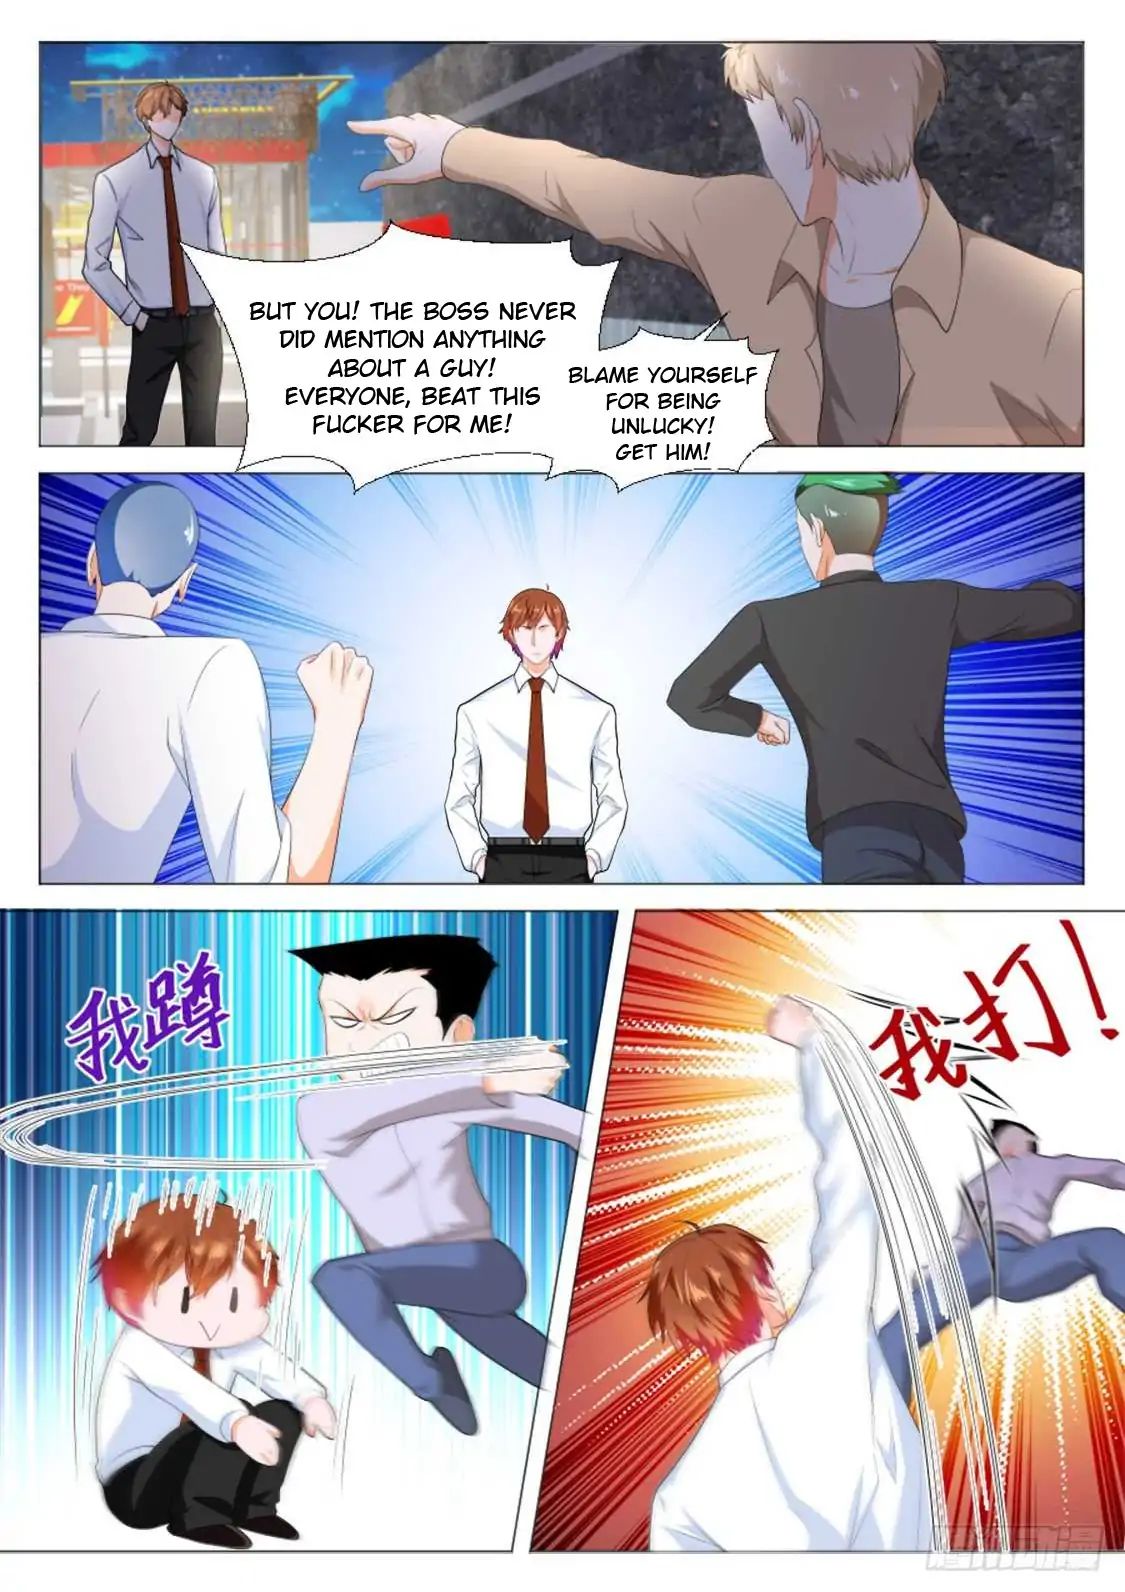 BUT YOU! THE BOSS NEVER
DID MENTION ANYTHING
ABOUT A GUY!
EVERYONE, BEAT THIS
FUCKER FOR ME!
BLAME YOURSELF
FOR BEING
UNLUCKY!
GET HIM!
我蹲
我打!